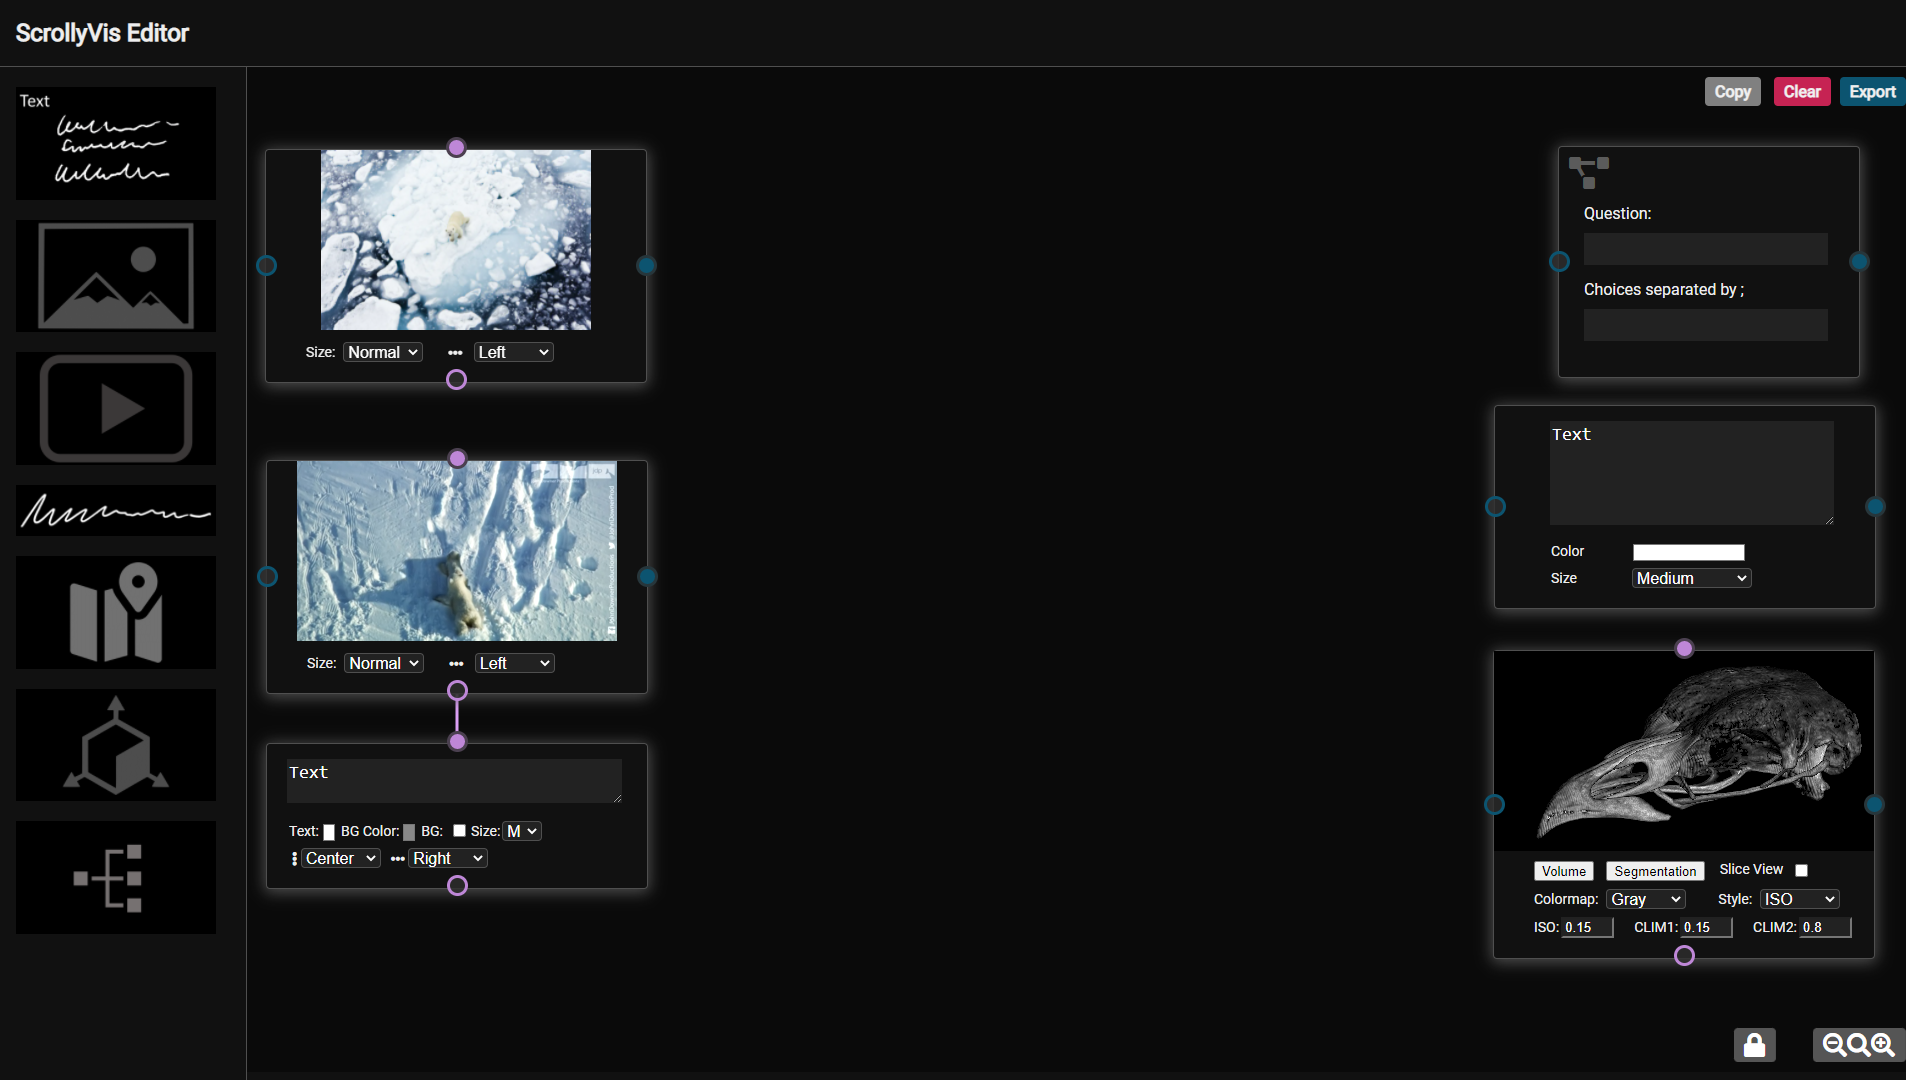 ScrollyVis Editor
Copy Clear Export
Text
Size: Normal Left
Question:
Choices separated by ;
Text
Color
Size Medium
Size: Normal Left
Text
Text: BG Color: BG: Size: M
Center Right
Volume Segmentation Slice View
Colormap: Gray Style: ISO
ISO: 0.15 CLIM1: 0.15 CLIM2: 0.8